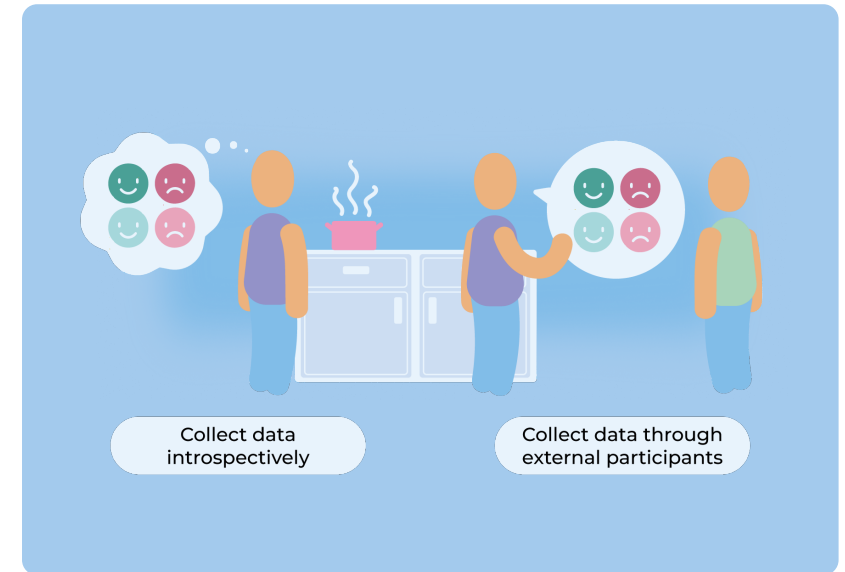 Collect data
introspectively
Collect data through
external participants